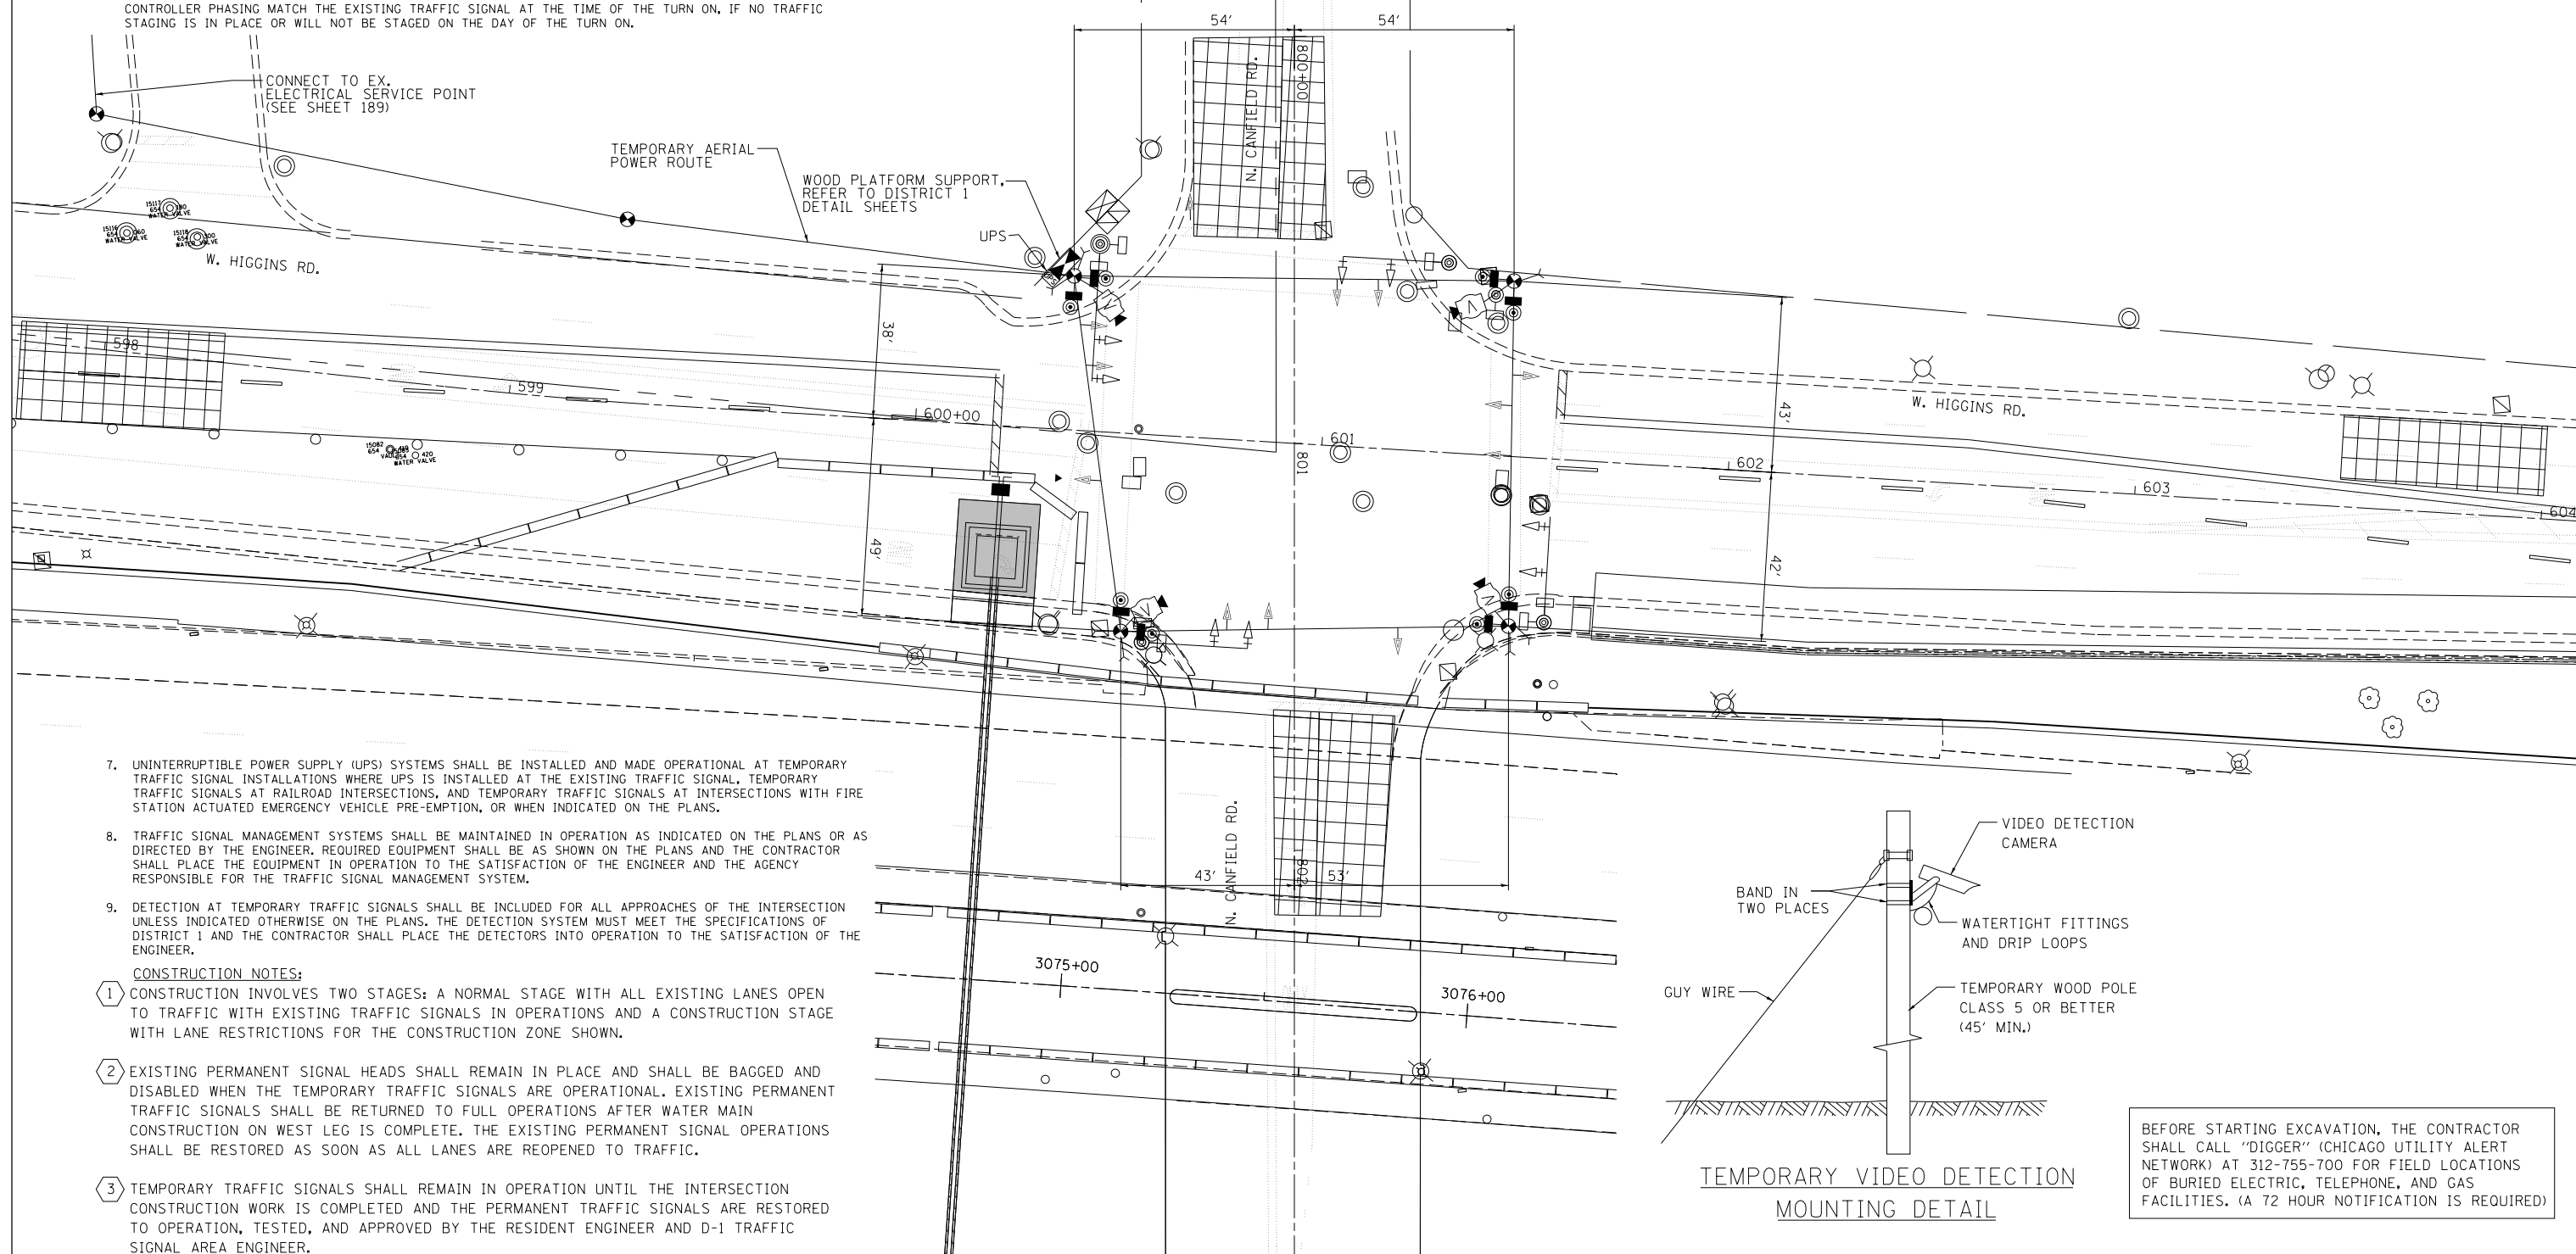 CONTROLLER PHASING MATCH THE EXISTING TRAFFIC SIGNAL AT THE TIME OF THE TURN ON, IF NO TRAFFIC
STAGING IS IN PLACE OR WILL NOT BE STAGED ON THE DAY OF THE TURN ON.
54'
54'
CONNECT TO EX.
ELECTRICAL SERVICE POINT
(SEE SHEET 189)
TEMPORARY AERIAL
POWER ROUTE
WOOD PLATFORM SUPPORT,
REFER TO DISTRICT 1
DETAIL SHEETS
UPS
N. CANFIELD RD.
800+00
W. HIGGINS RD.
15117
654
WATER VALVE
15116
654
060
WATER VALVE
15118
654
300
WATER VALVE
598
599
600+00
601
602
603
604
801
38'
49'
43'
42'
W. HIGGINS RD.
15082
654
420
WATER VALVE
7. UNINTERRUPTIBLE POWER SUPPLY (UPS) SYSTEMS SHALL BE INSTALLED AND MADE OPERATIONAL AT TEMPORARY
TRAFFIC SIGNAL INSTALLATIONS WHERE UPS IS INSTALLED AT THE EXISTING TRAFFIC SIGNAL, TEMPORARY
TRAFFIC SIGNALS AT RAILROAD INTERSECTIONS, AND TEMPORARY TRAFFIC SIGNALS AT INTERSECTIONS WITH FIRE
STATION ACTUATED EMERGENCY VEHICLE PRE-EMPTION, OR WHEN INDICATED ON THE PLANS.
8. TRAFFIC SIGNAL MANAGEMENT SYSTEMS SHALL BE MAINTAINED IN OPERATION AS INDICATED ON THE PLANS OR AS
DIRECTED BY THE ENGINEER. REQUIRED EQUIPMENT SHALL BE AS SHOWN ON THE PLANS AND THE CONTRACTOR
SHALL PLACE THE EQUIPMENT IN OPERATION TO THE SATISFACTION OF THE ENGINEER AND THE AGENCY
RESPONSIBLE FOR THE TRAFFIC SIGNAL MANAGEMENT SYSTEM.
9. DETECTION AT TEMPORARY TRAFFIC SIGNALS SHALL BE INCLUDED FOR ALL APPROACHES OF THE INTERSECTION
UNLESS INDICATED OTHERWISE ON THE PLANS. THE DETECTION SYSTEM MUST MEET THE SPECIFICATIONS OF
DISTRICT 1 AND THE CONTRACTOR SHALL PLACE THE DETECTORS INTO OPERATION TO THE SATISFACTION OF THE
ENGINEER.
CONSTRUCTION NOTES:
1 CONSTRUCTION INVOLVES TWO STAGES: A NORMAL STAGE WITH ALL EXISTING LANES OPEN
TO TRAFFIC WITH EXISTING TRAFFIC SIGNALS IN OPERATIONS AND A CONSTRUCTION STAGE
WITH LANE RESTRICTIONS FOR THE CONSTRUCTION ZONE SHOWN.
2 EXISTING PERMANENT SIGNAL HEADS SHALL REMAIN IN PLACE AND SHALL BE BAGGED AND
DISABLED WHEN THE TEMPORARY TRAFFIC SIGNALS ARE OPERATIONAL. EXISTING PERMANENT
TRAFFIC SIGNALS SHALL BE RETURNED TO FULL OPERATIONS AFTER WATER MAIN
CONSTRUCTION ON WEST LEG IS COMPLETE. THE EXISTING PERMANENT SIGNAL OPERATIONS
SHALL BE RESTORED AS SOON AS ALL LANES ARE REOPENED TO TRAFFIC.
3 TEMPORARY TRAFFIC SIGNALS SHALL REMAIN IN OPERATION UNTIL THE INTERSECTION
CONSTRUCTION WORK IS COMPLETED AND THE PERMANENT TRAFFIC SIGNALS ARE RESTORED
TO OPERATION, TESTED, AND APPROVED BY THE RESIDENT ENGINEER AND D-1 TRAFFIC
SIGNAL AREA ENGINEER.
N. CANFIELD RD.
802
43'
53'
3075+00
3076+00
VIDEO DETECTION
CAMERA
BAND IN
TWO PLACES
WATERTIGHT FITTINGS
AND DRIP LOOPS
GUY WIRE
TEMPORARY WOOD POLE
CLASS 5 OR BETTER
(45' MIN.)
TEMPORARY VIDEO DETECTION
MOUNTING DETAIL
BEFORE STARTING EXCAVATION, THE CONTRACTOR
SHALL CALL "DIGGER" (CHICAGO UTILITY ALERT
NETWORK) AT 312-755-700 FOR FIELD LOCATIONS
OF BURIED ELECTRIC, TELEPHONE, AND GAS
FACILITIES. (A 72 HOUR NOTIFICATION IS REQUIRED)